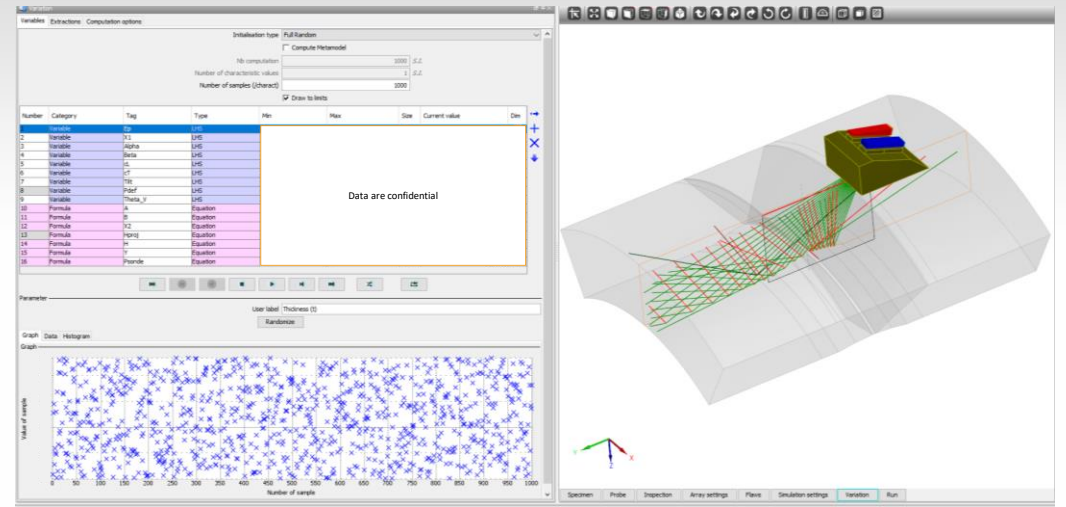 Variation
Variables Extractions Computation options
Initialisation type Full Random
Compute Metamodel
Nb computation 1000
Number of characteristic values 1
Number of samples (/charact) 1000
Draw to limits
Number Category Tag Type Min Max Size Current value Dim
1 Variable Ep LHS
2 Variable X1 LHS
3 Variable Alpha LHS
4 Variable Beta LHS
5 Variable cL LHS
6 Variable cT LHS
7 Variable Tilt LHS
8 Variable Pdef LHS
9 Variable Theta_Y LHS
10 Formula A Equation
11 Formula B Equation
12 Formula X2 Equation
13 Formula Hproj Equation
14 Formula H Equation
15 Formula Y Equation
16 Formula Psonde Equation
Data are confidential
Parameter
User label Thickness (t)
Randomize
Graph Data Histogram
Graph
Value of sample
0 50 100 150 200 250 300 350 400 450 500 550 600 650 700 750 800 850 900 950 1000
Number of sample
Y X
Z
Specimen Probe Inspection Array settings Flaws Simulation settings Variation Run